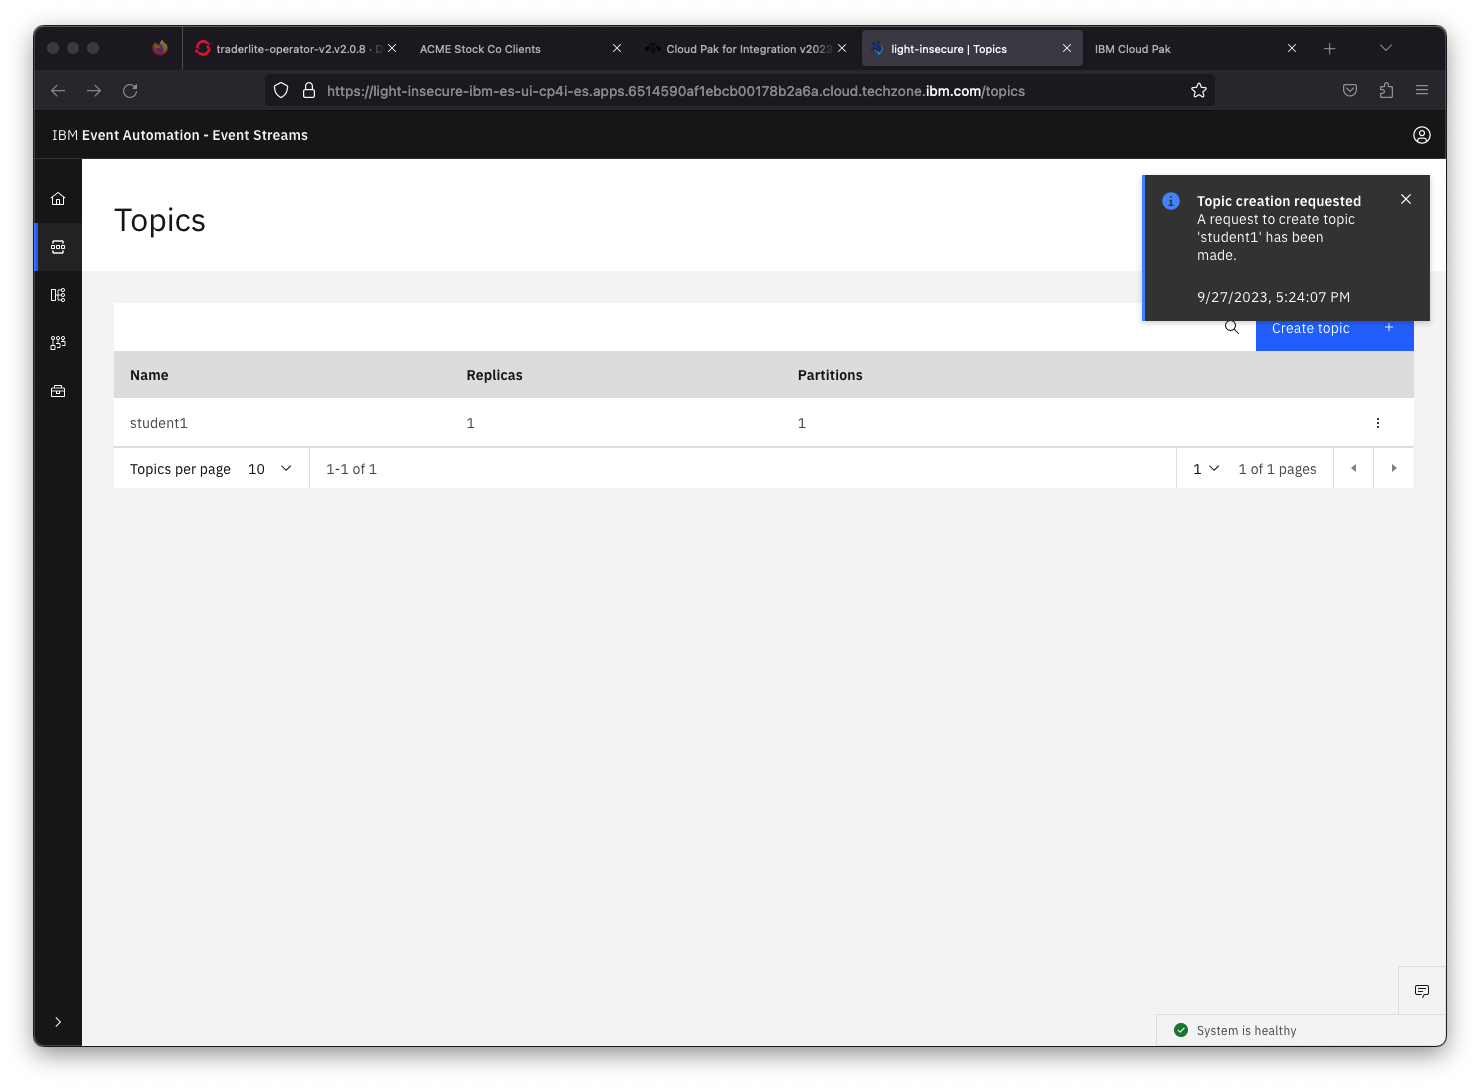 traderlite-operator-v2.v2.0.8 ·
ACME Stock Co Clients
Cloud Pak for Integration v2023
light-insecure | Topics
IBM Cloud Pak
https://light-insecure-ibm-es-ui-cp4i-es.apps.6514590af1ebcb00178b2a6a.cloud.techzone.ibm.com/topics
IBM Event Automation - Event Streams
Topics
Topic creation requested
A request to create topic
'student1' has been
made.
9/27/2023, 5:24:07 PM
Create topic +
Name Replicas Partitions
student1 1 1
Topics per page 10 1-1 of 1 1 1 of 1 pages
System is healthy